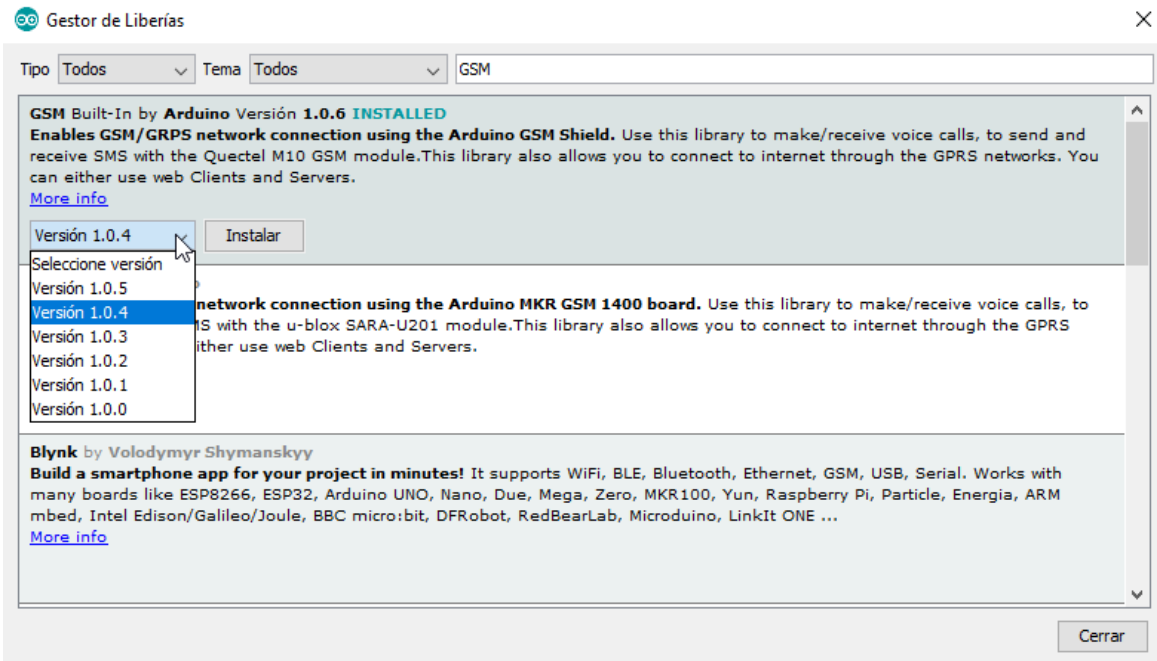 Gestor de Liberías
Tipo Todos Tema Todos GSM
GSM Built-In by Arduino Versión 1.0.6 INSTALLED
Enables GSM/GRPS network connection using the Arduino GSM Shield. Use this library to make/receive voice calls, to send and
receive SMS with the Quectel M10 GSM module.This library also allows you to connect to internet through the GPRS networks. You
can either use web Clients and Servers.
More info
Versión 1.0.4 Instalar
Seleccione versión
Versión 1.0.5
Versión 1.0.4
Versión 1.0.3
Versión 1.0.2
Versión 1.0.1
Versión 1.0.0
network connection using the Arduino MKR GSM 1400 board. Use this library to make/receive voice calls, to
with the u-blox SARA-U201 module.This library also allows you to connect to internet through the GPRS
ither use web Clients and Servers.
Blynk by Volodymyr Shymanskyy
Build a smartphone app for your project in minutes! It supports WiFi, BLE, Bluetooth, Ethernet, GSM, USB, Serial. Works with
many boards like ESP8266, ESP32, Arduino UNO, Nano, Due, Mega, Zero, MKR100, Yun, Raspberry Pi, Particle, Energia, ARM
mbed, Intel Edison/Galileo/Joule, BBC micro:bit, DFRobot, RedBearLab, Microduino, LinkIt ONE ...
More info
Cerrar